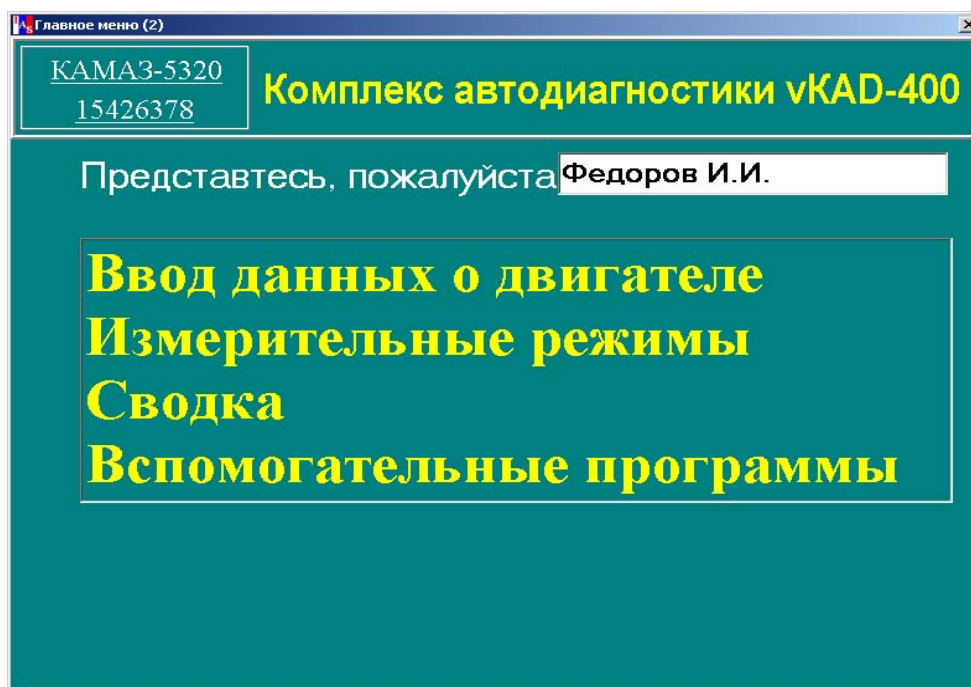 Главное меню (2)
КАМАЗ-5320
15426378
Комплекс автодиагностики vКАD-400
Представтесь, пожалуйста
Федоров И.И.
Ввод данных о двигателе
Измерительные режимы
Сводка
Вспомогательные программы